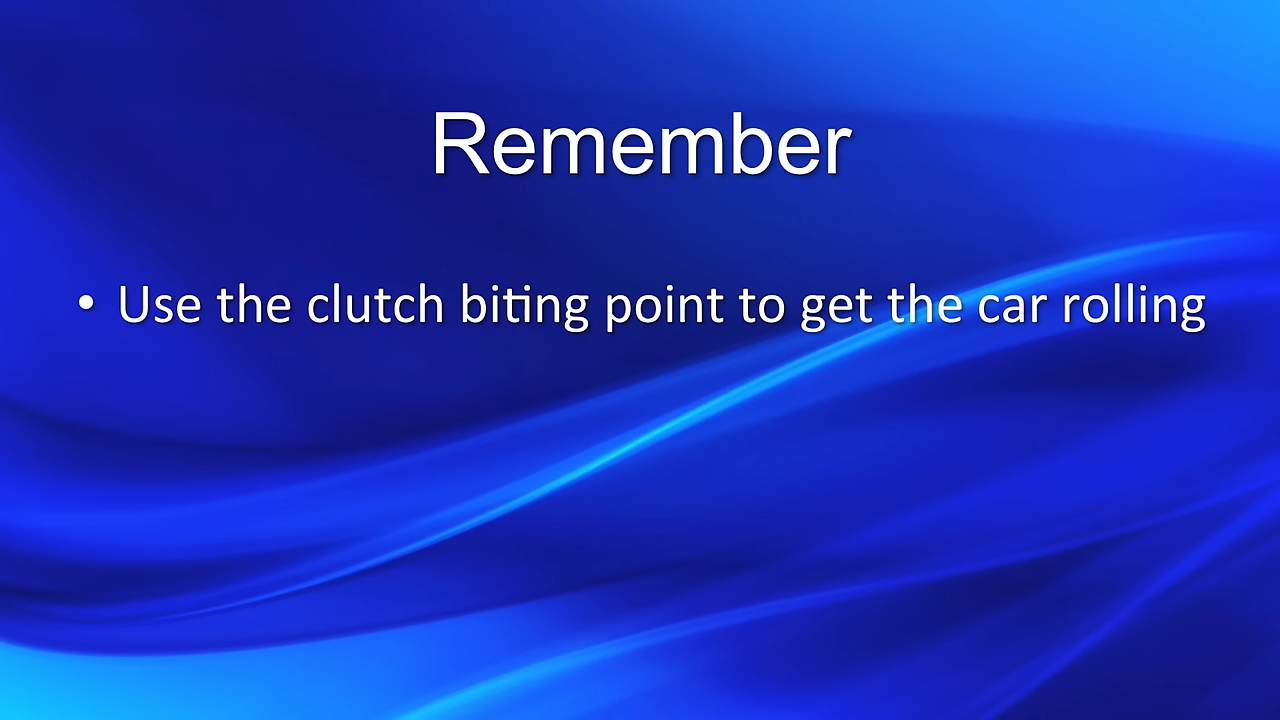 Remember
• Use the clutch biting point to get the car rolling